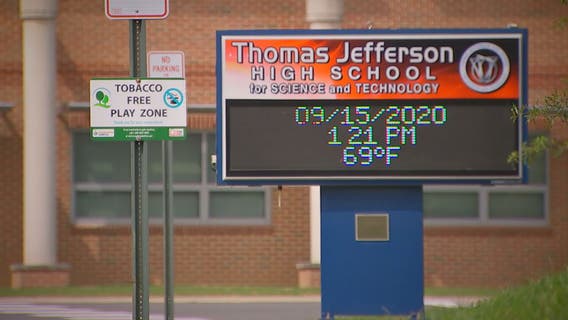 NO
PARKING
TOBACCO
FREE
PLAY ZONE
Thomas Jefferson
HIGH SCHOOL
for SCIENCE and TECHNOLOGY
09/15/2020
1 21 PM
69°F